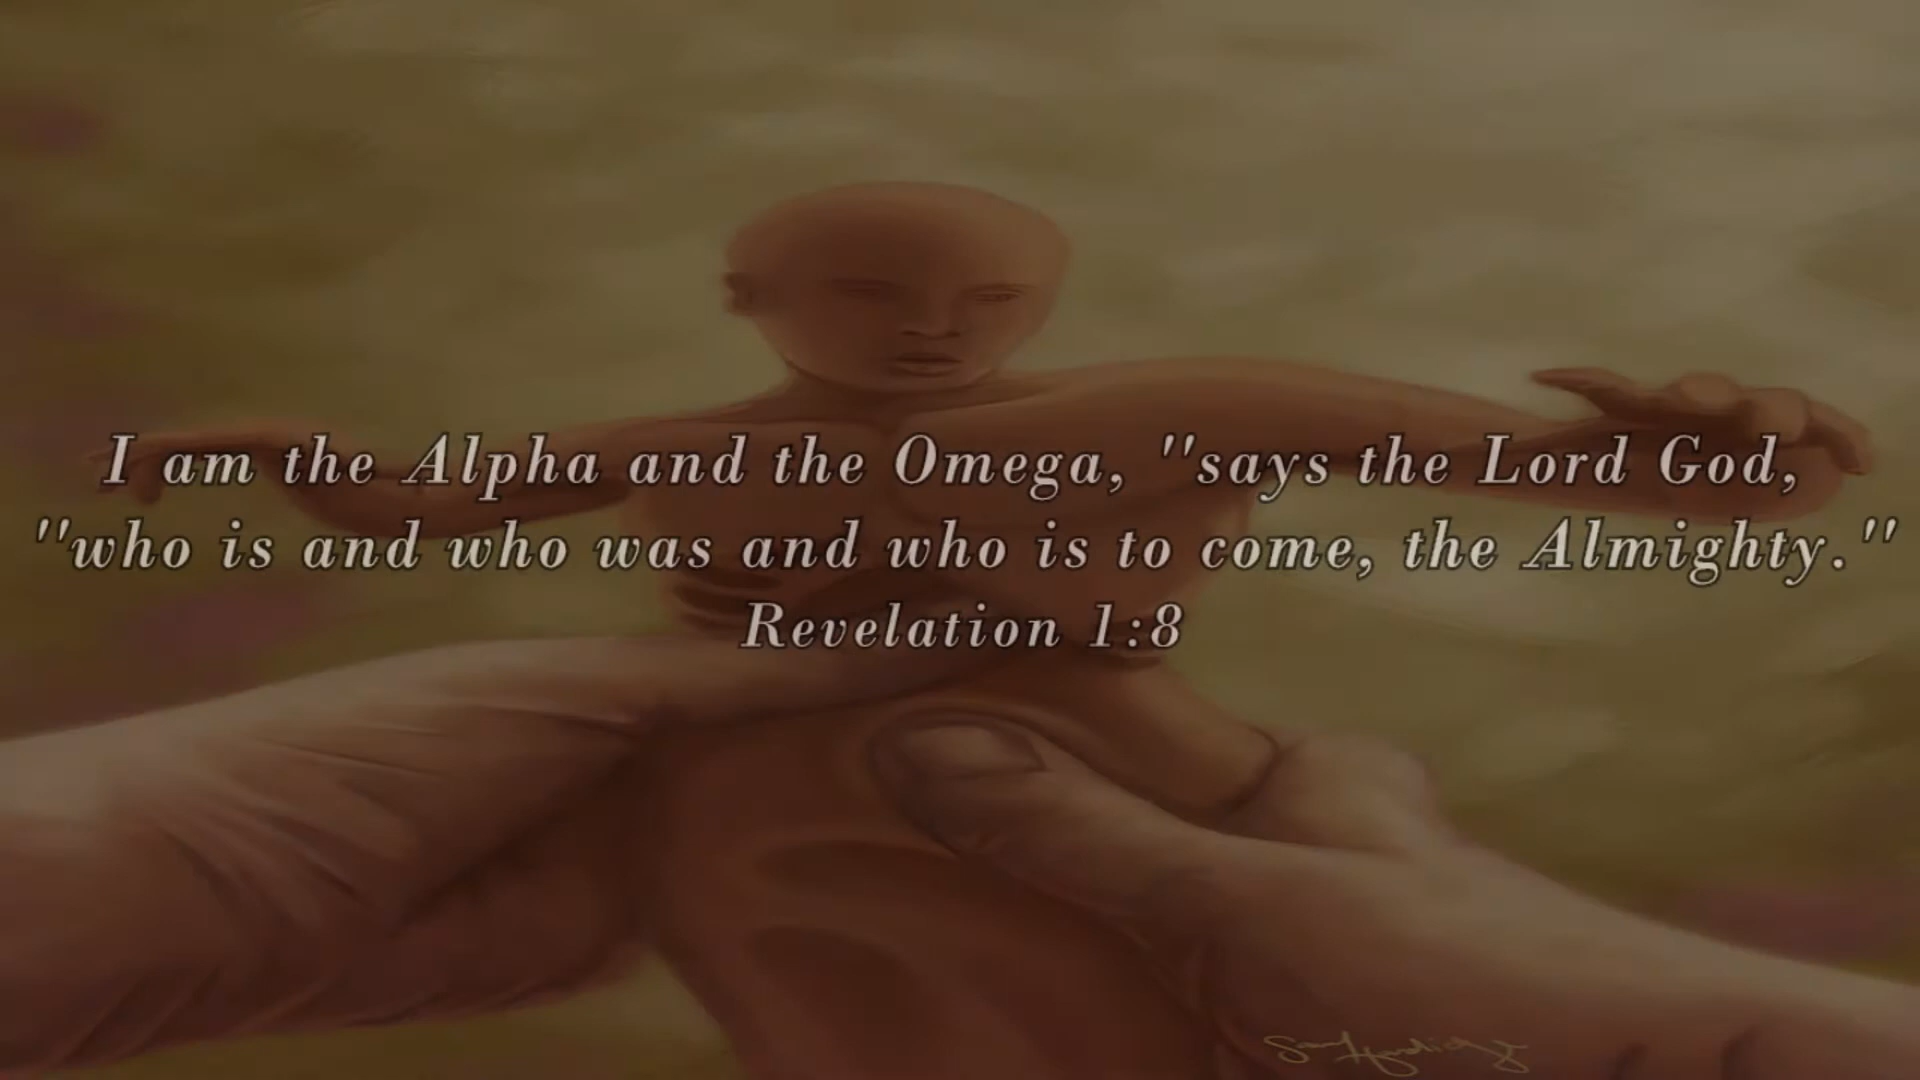 I am the Alpha and the Omega, "says the Lord God,
"who is and who was and who is to come, the Almighty."
Revelation 1:8